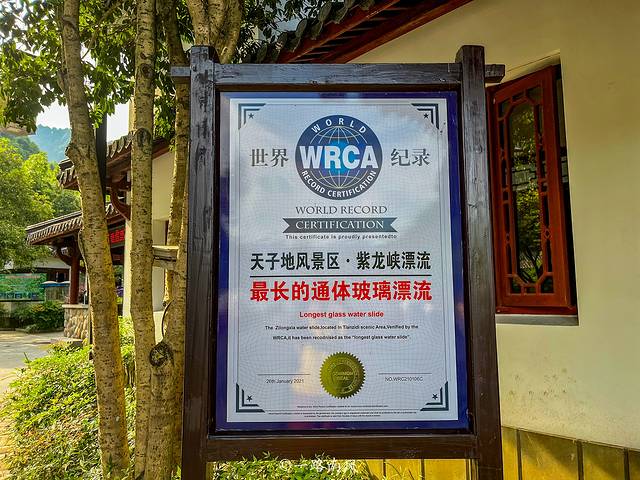 WORLD
世界 WRCA 纪录
RECORD CERTIFICATION
WORLD RECORD
CERTIFICATION
This certificate is proudly presentedto
天子地风景区·紫龙峡漂流
最长的通体玻璃漂流
Longest glass water slide
The Zilongxia water slide,located in Tianzidi scenic Area,Verified by the
WRCA,it has been recodnised as the "longest glass water slide"
26th January 2021
NO.WRC210106C